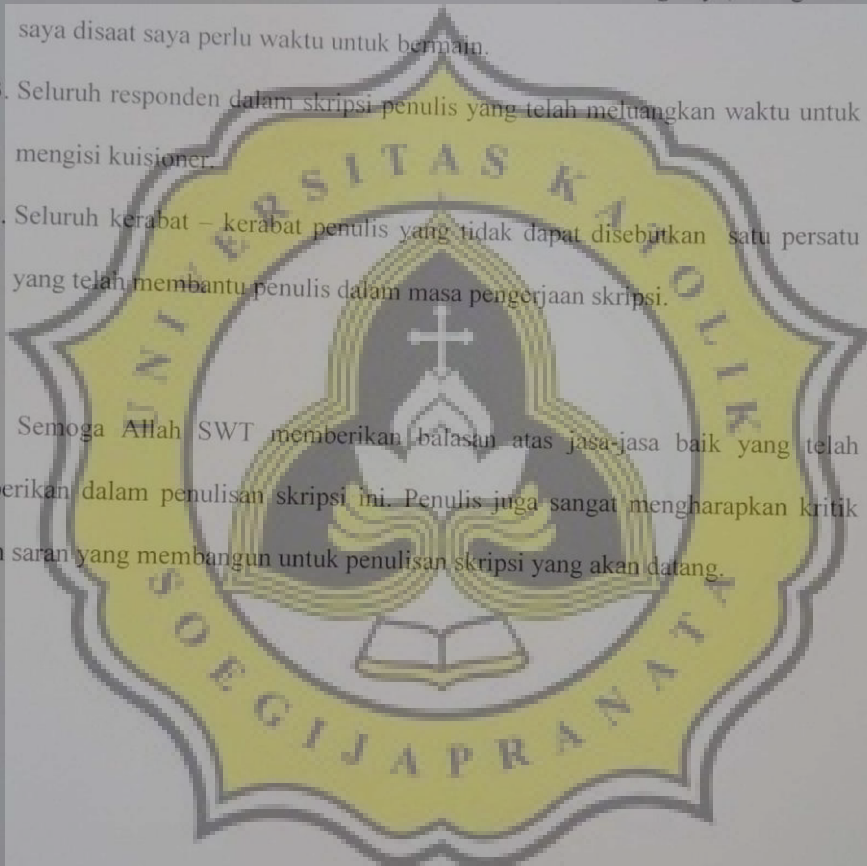 saya disaat saya perlu waktu untuk bermain.
Seluruh responden dalam skripsi penulis yang telah meluangkan waktu untuk
mengisi kuisioner.
Seluruh kerabat – kerabat penulis yang tidak dapat disebutkan satu persatu
yang telah membantu penulis dalam masa pengerjaan skripsi.
Semoga Allah SWT memberikan balasan atas jasa-jasa baik yang telah
erikan dalam penulisan skripsi ini. Penulis juga sangat mengharapkan kritik
saran yang membangun untuk penulisan skripsi yang akan datang.
UNIVERSITAS KATOLIK
SOEGIJAPRANATA